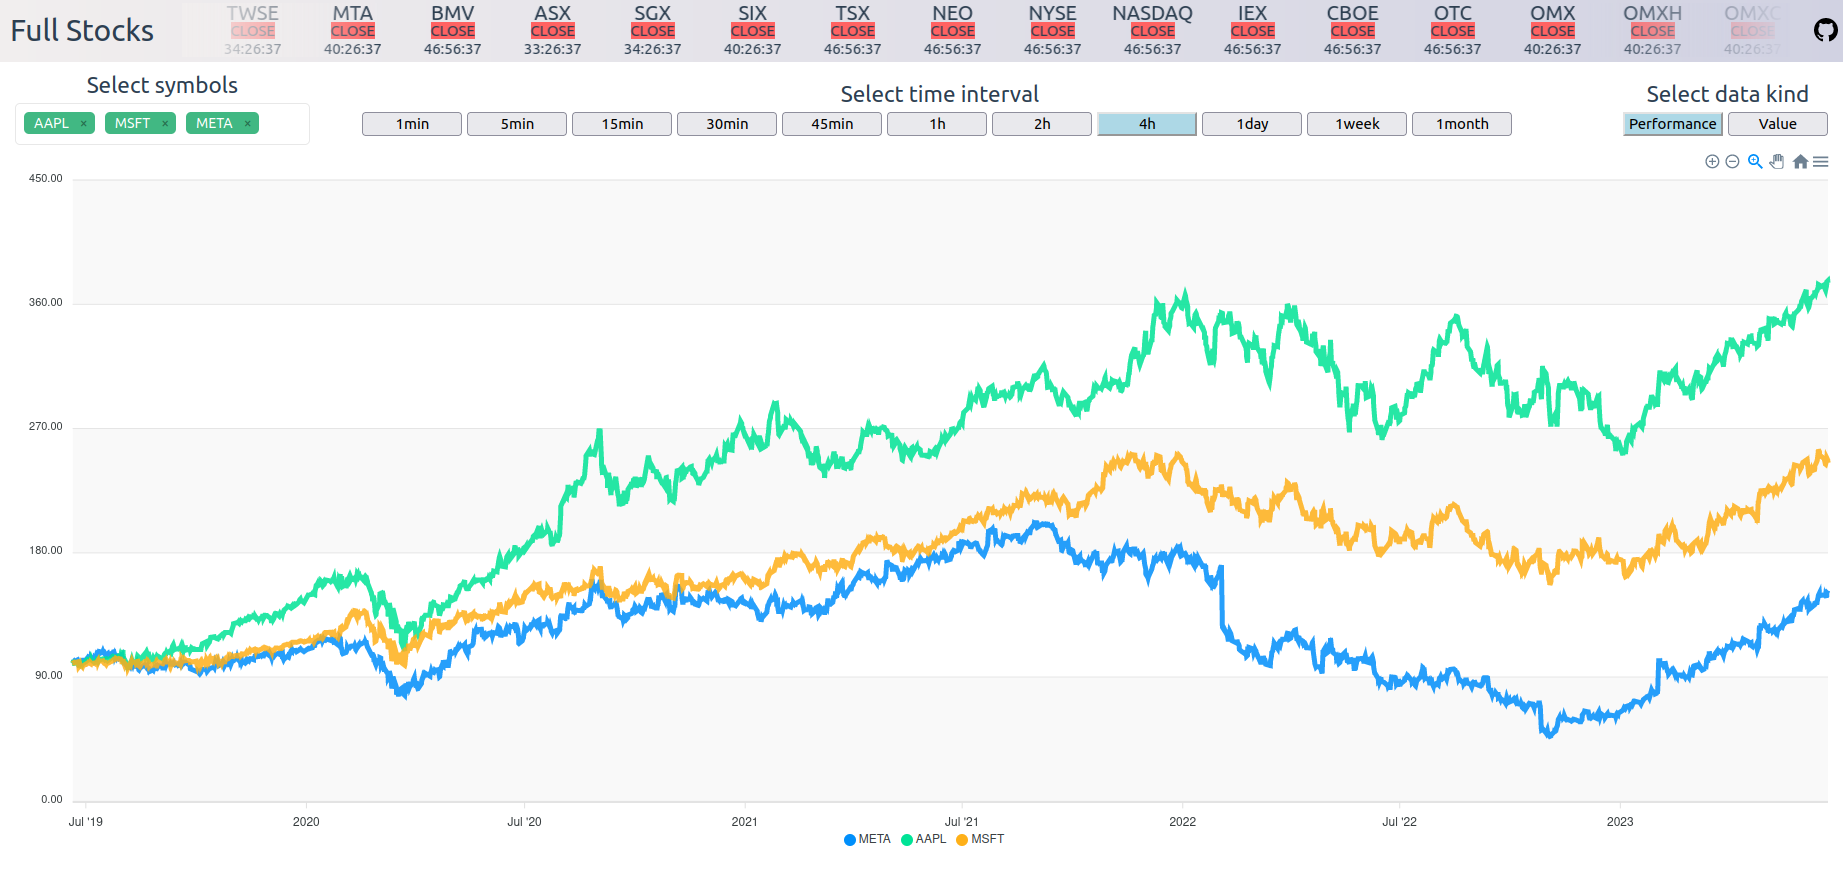 Full Stocks
TWSE MTA BMV ASX SGX SIX TSX NEO NYSE NASDAQ IEX CBOE OTC OMX OMXH OMXC
CLOSE CLOSE CLOSE CLOSE CLOSE CLOSE CLOSE CLOSE CLOSE CLOSE CLOSE CLOSE CLOSE CLOSE CLOSE CLOSE
34:26:37 40:26:37 46:56:37 33:26:37 34:26:37 40:26:37 46:56:37 46:56:37 46:56:37 46:56:37 46:56:37 46:56:37 46:56:37 40:26:37 40:26:37 40:26:37
Select symbols
AAPL × MSFT × META ×
Select time interval
1min 5min 15min 30min 45min 1h 2h 4h 1day 1week 1month
Select data kind
Performance Value
450.00
360.00
270.00
180.00
90.00
0.00
Jul '19 2020 Jul '20 2021 Jul '21 2022 Jul '22 2023
META AAPL MSFT